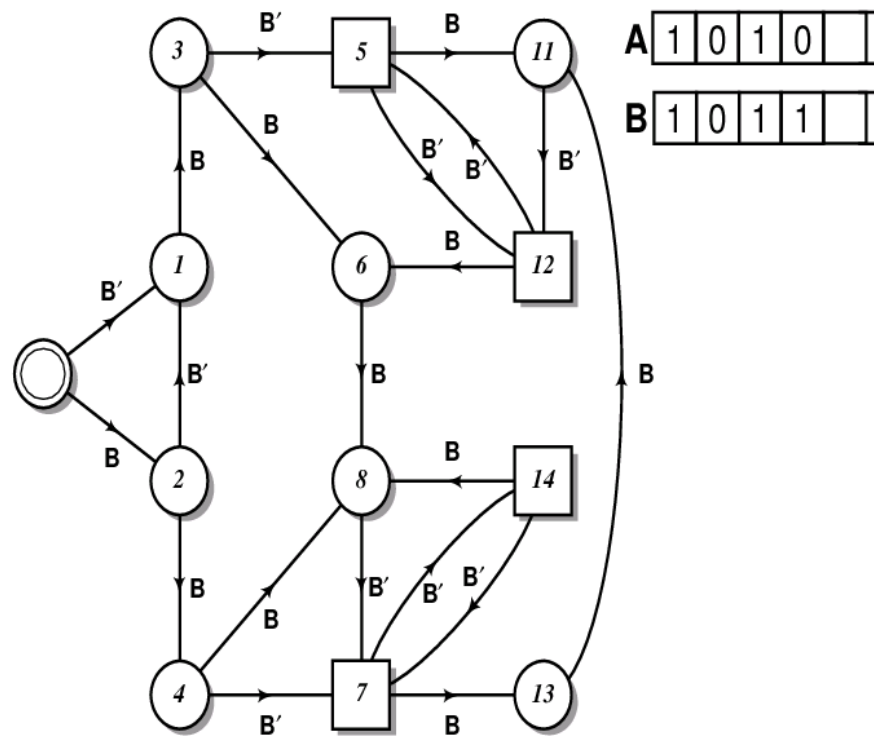 3 B′ 5 B 11 A 1 0 1 0
B B 1 0 1 1
B B′ B′ B′
1 6 B 12
B′
B′ B B
B
2 8 B 14
B B B′ B′ B′
4 B′ 7 B 13